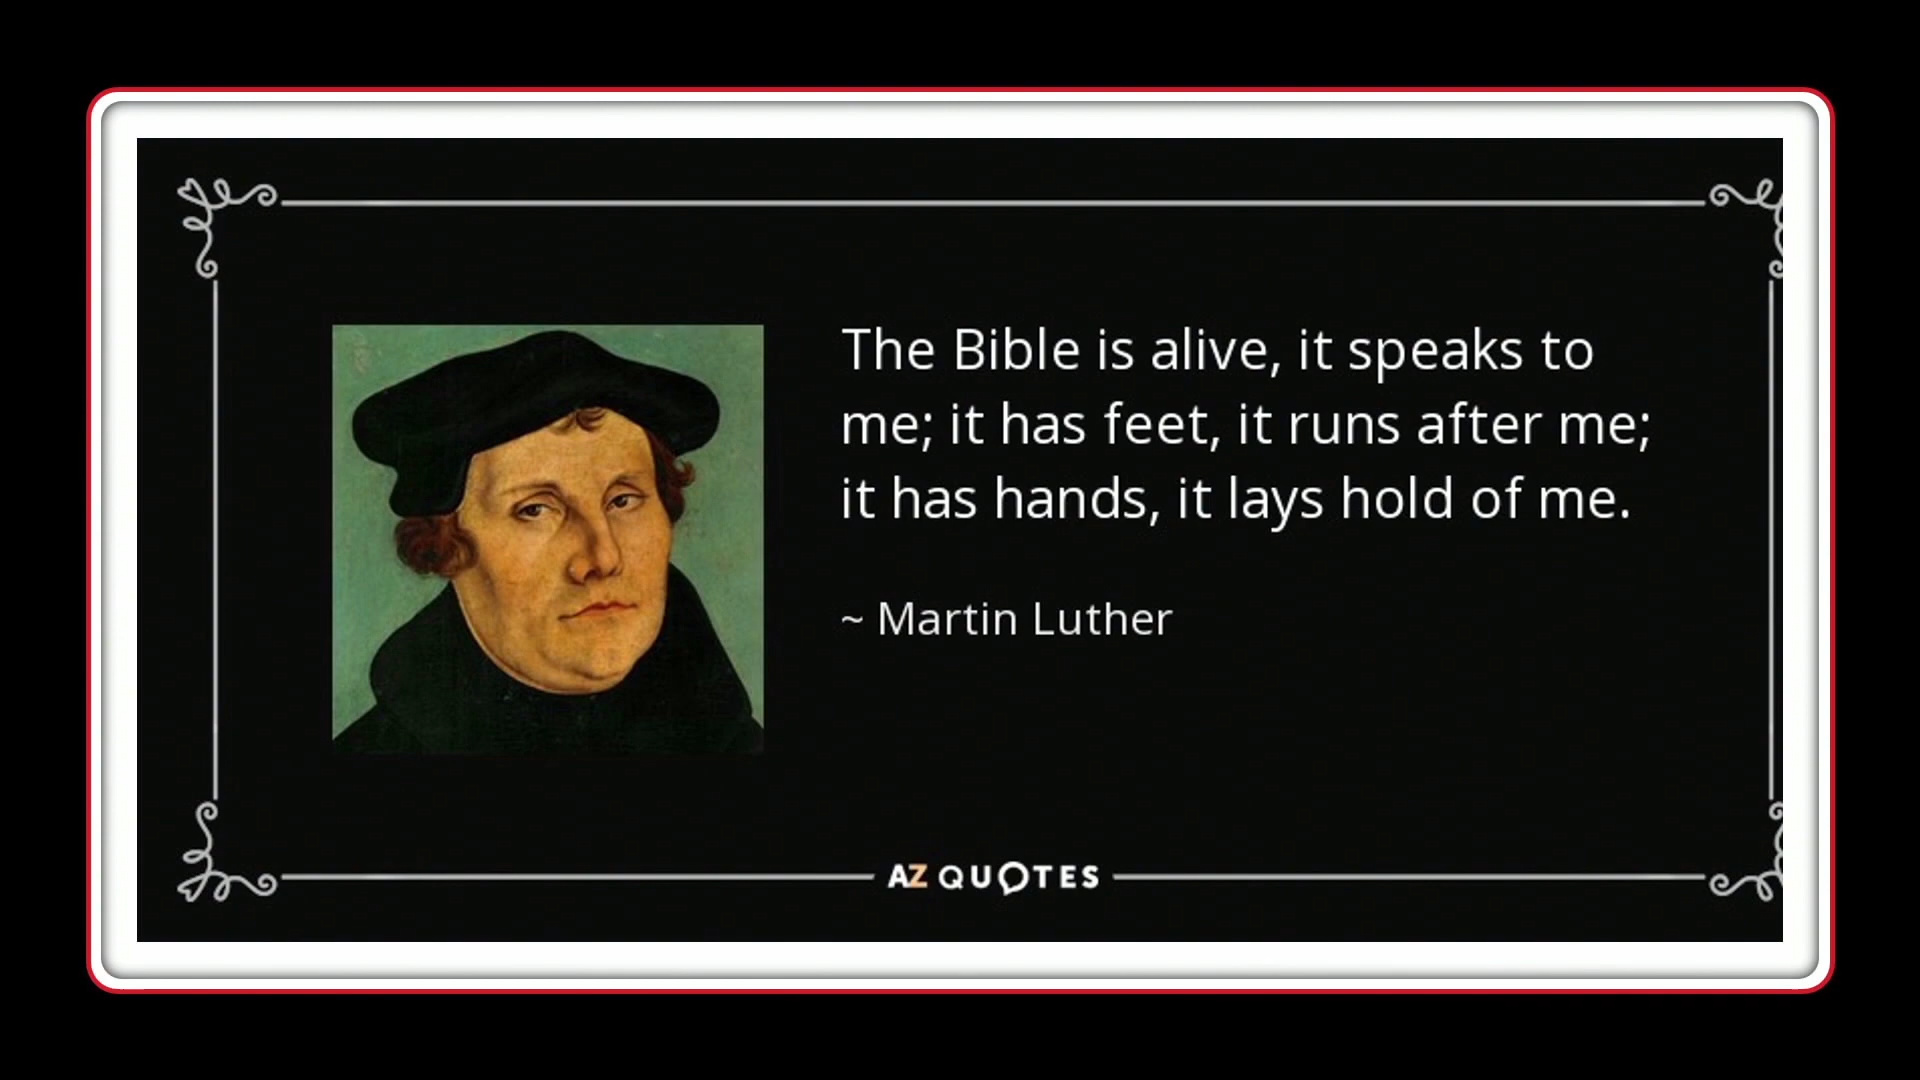 The Bible is alive, it speaks to
me; it has feet, it runs after me;
it has hands, it lays hold of me.
~ Martin Luther
AZ QUOTES